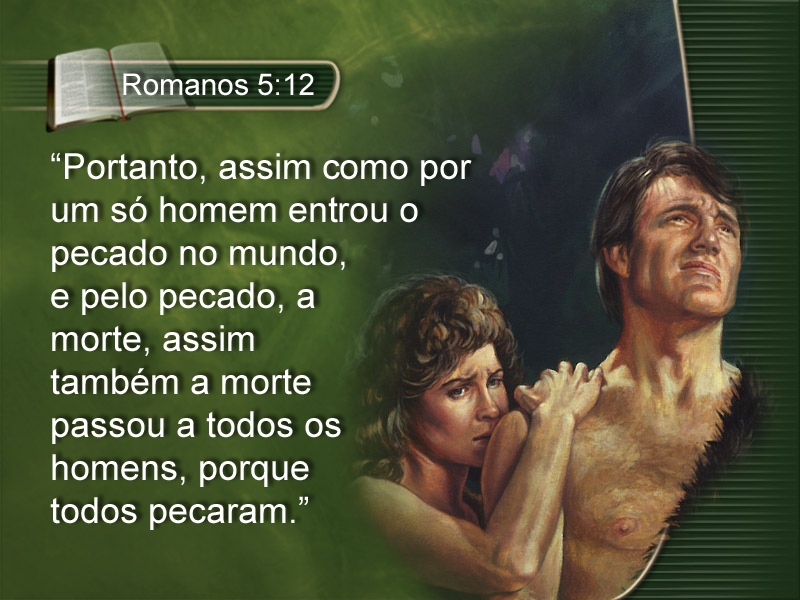 Romanos 5:12
“Portanto, assim como por
um só homem entrou o
pecado no mundo,
e pelo pecado, a
morte, assim
também a morte
passou a todos os
homens, porque
todos pecaram.”